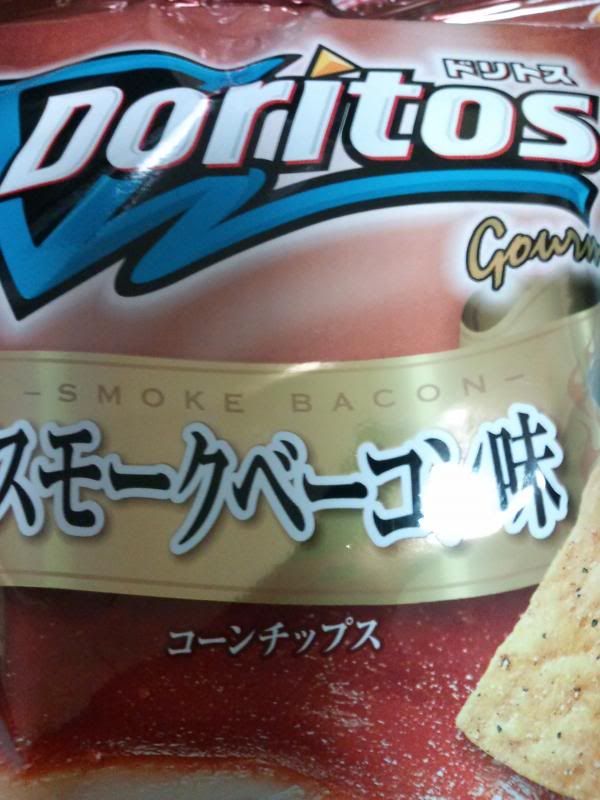 ドリトス
Doritos
Gourm
SMOKE BACON
スモークベーコン味
コーンチップス